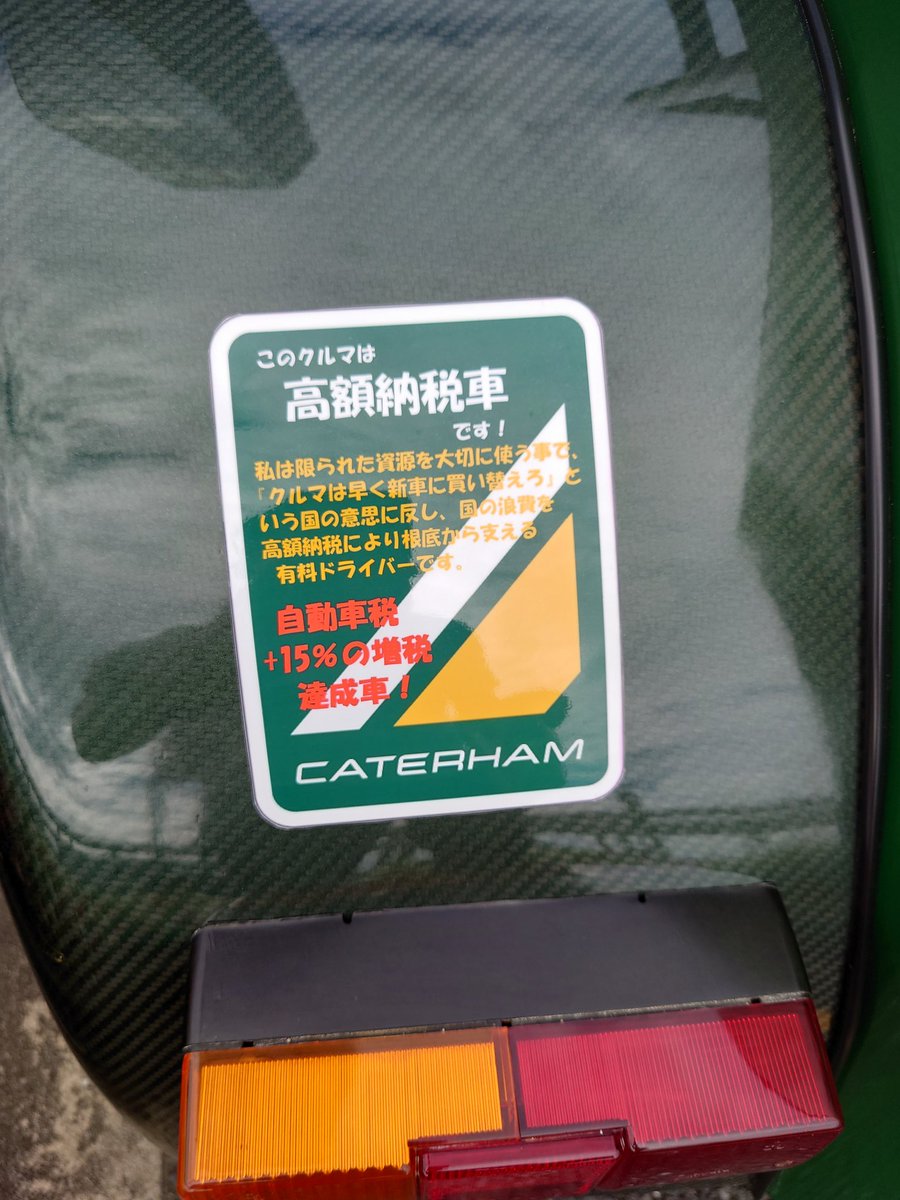 このクルマは
高額納税車
です！
私は限られた資源を大切に使う事で、
『クルマは早く新車に買い替えろ』と
いう国の意思に反し、国の浪費を
高額納税により根底から支える
有料ドライバーです。
自動車税
+15%の増税
達成車！
CATERHAM